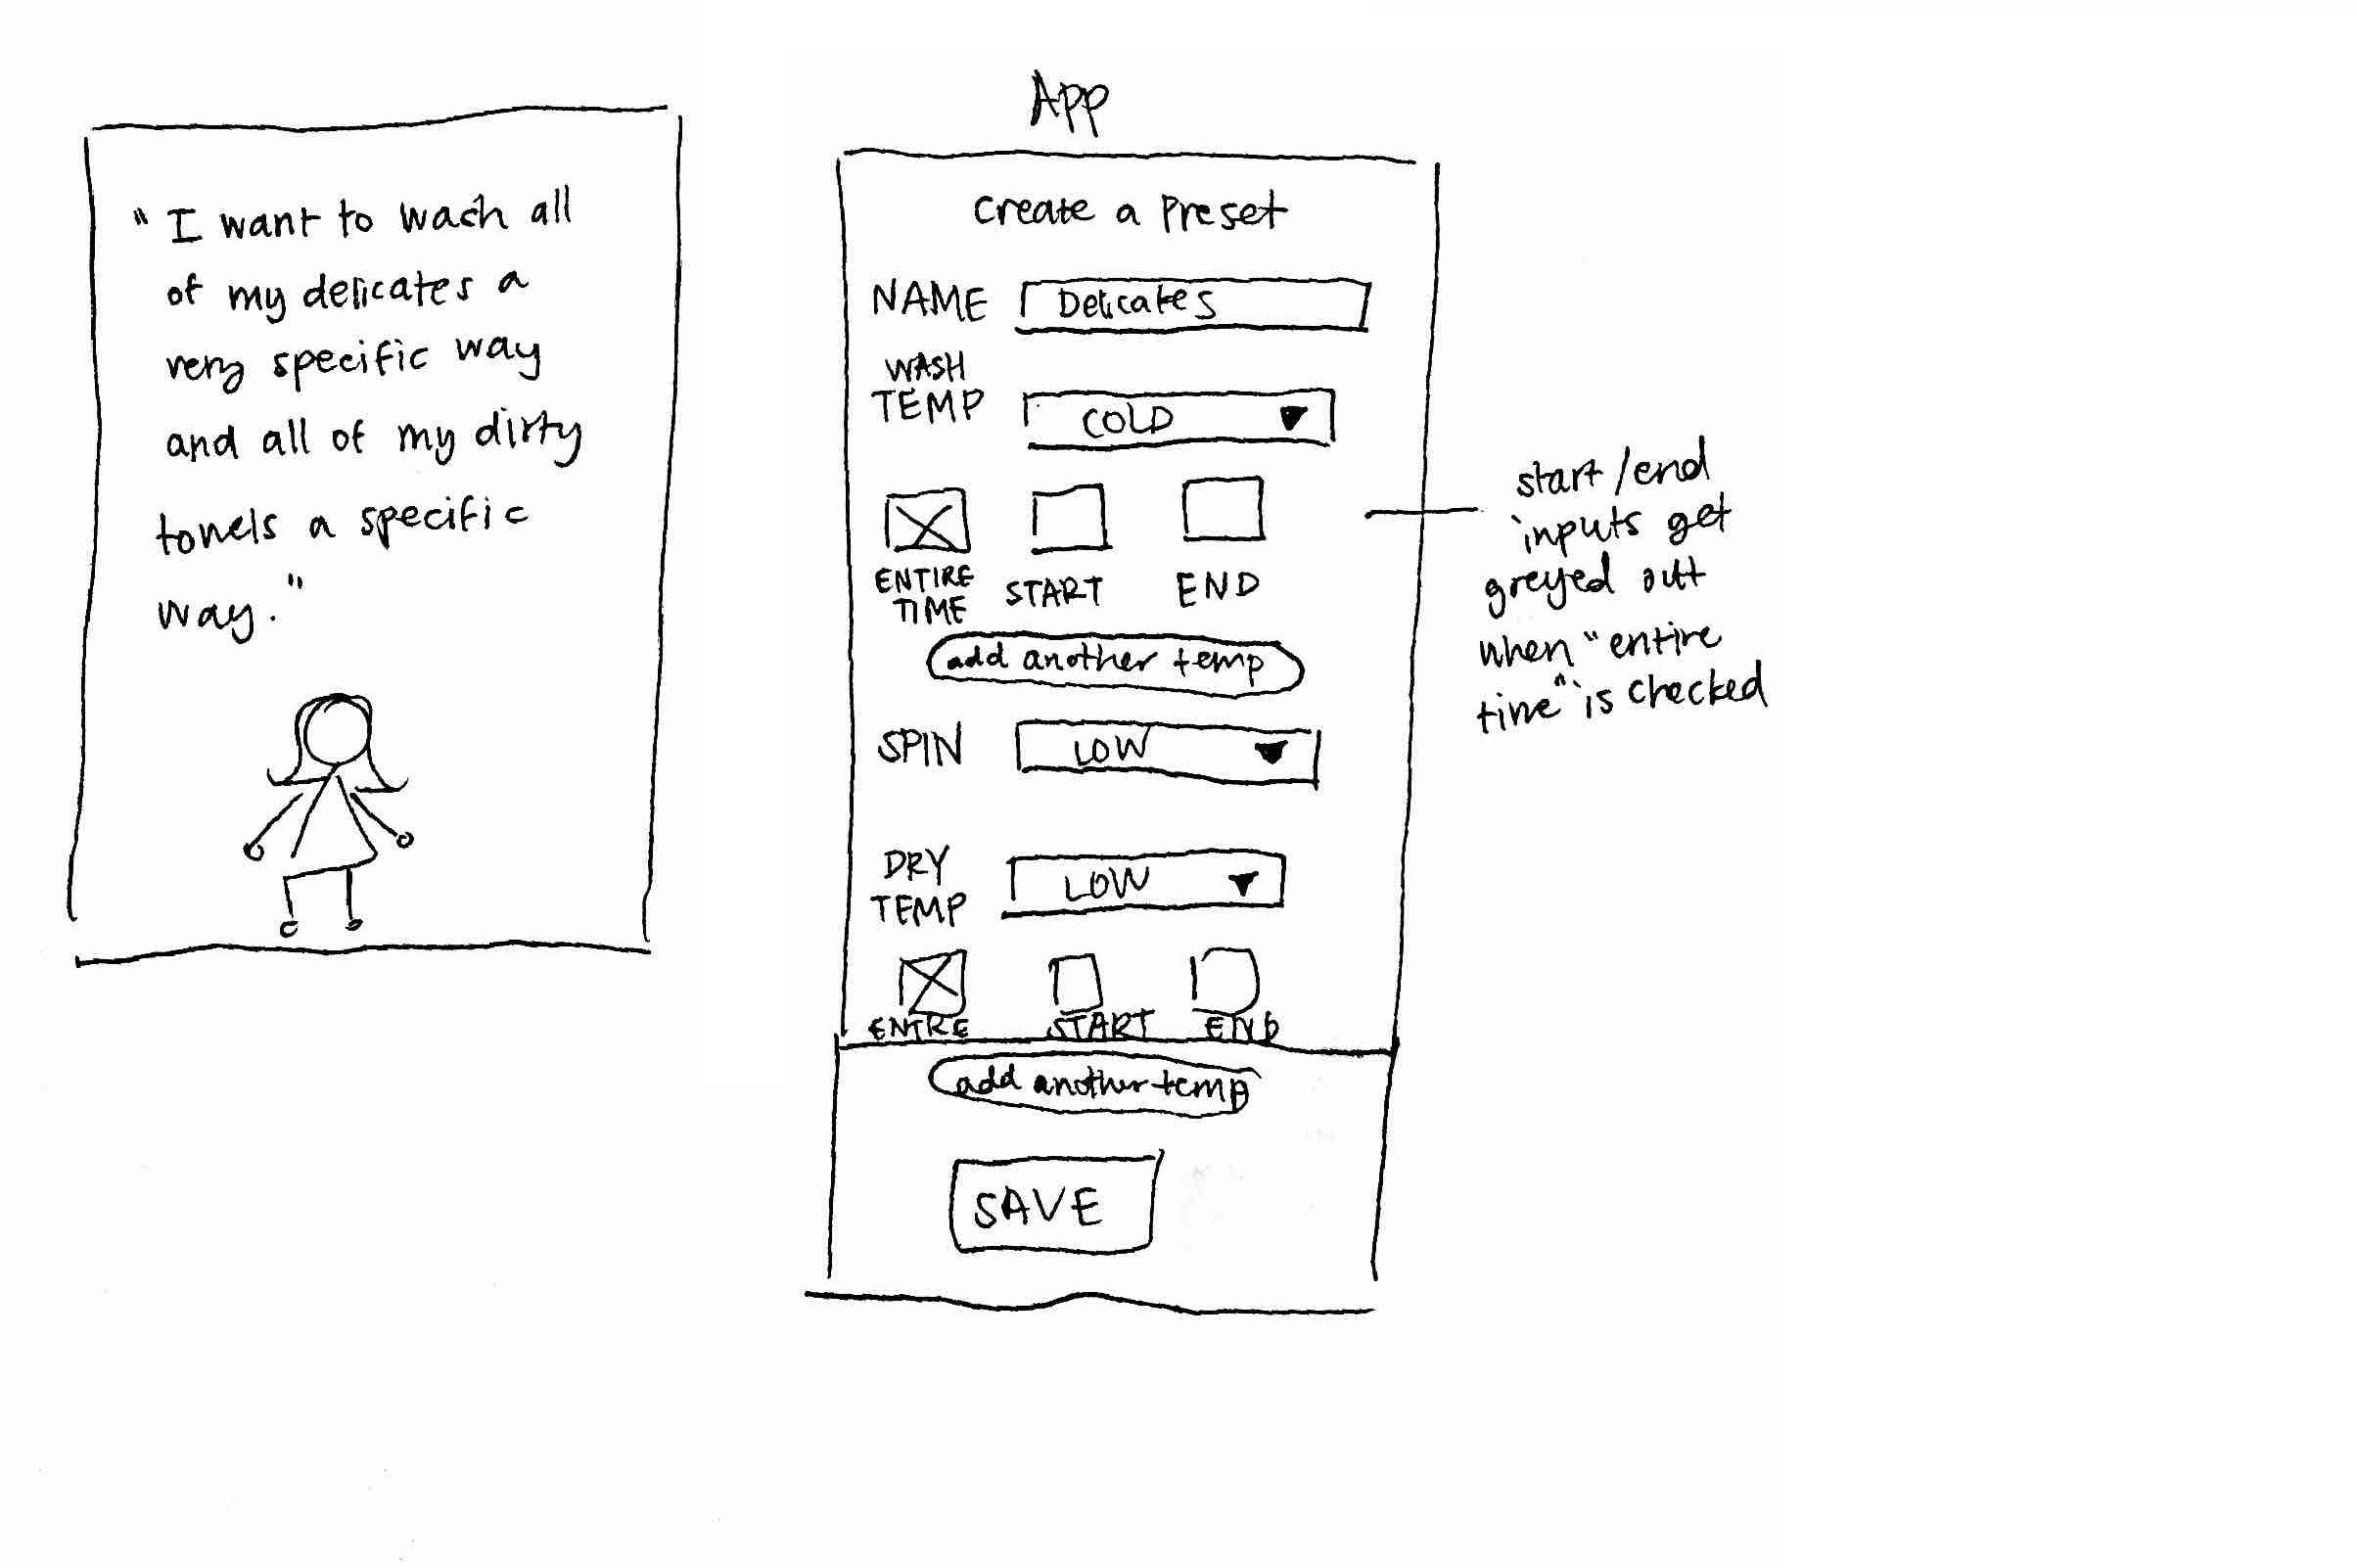 "I want to wash all
of my delicates a
very specific way
and all of my dirty
towels a specific
way."
App
Create a Preset
NAME Delicates
WASH
TEMP COLD
ENTIRE
TIME START END
add another temp
SPIN LOW
DRY
TEMP LOW
ENTRE START END
add another temp
SAVE
start/end
inputs get
greyed out
when "entire
time" is checked